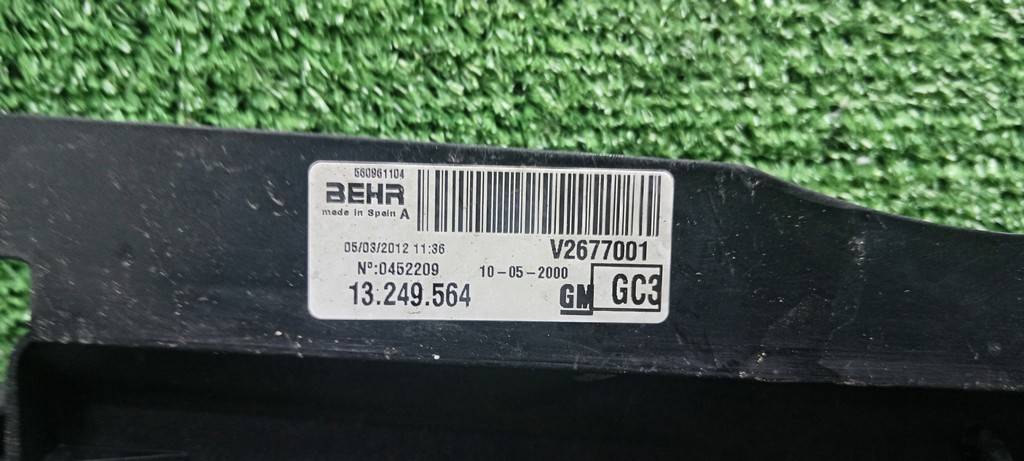 560961104
BEHR
made in Spain A
05/03/2012 11:36
V2677001
Nº:0452209
10-05-2000
13.249.564
GM
GC3